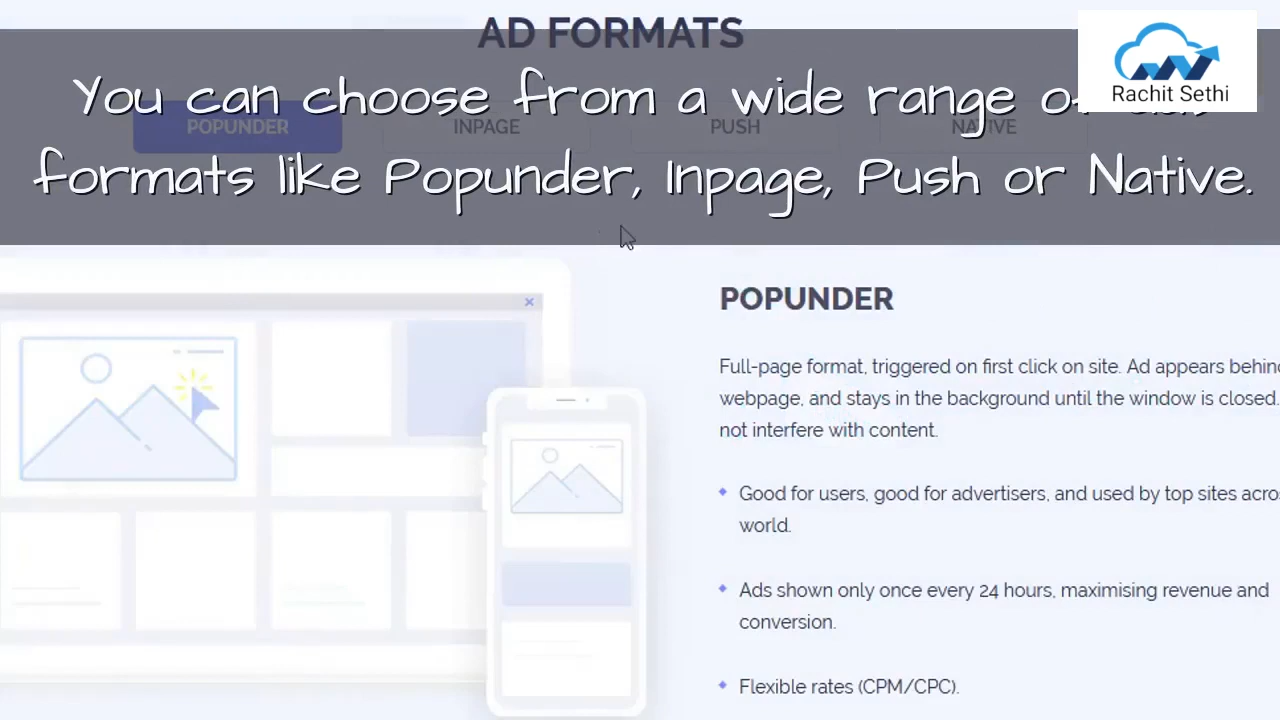 AD FORMATS
Rachit Sethi
You can choose from a wide range of ads
POPUNDER INPAGE PUSH NATIVE
formats like Popunder, Inpage, Push or Native.
POPUNDER
Full-page format, triggered on first click on site. Ad appears
webpage, and stays in the background until the window is closed.
not interfere with content.
Good for users, good for advertisers, and used by top sites
world.
Ads shown only once every 24 hours, maximising revenue and
conversion.
Flexible rates (CPM/CPC).